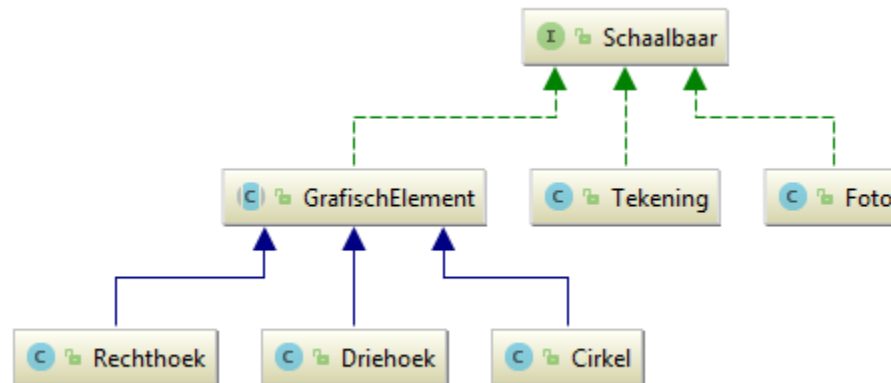 I Schaalbaar
C GrafischElement
C Tekening
C Foto
C Rechthoek
C Driehoek
C Cirkel